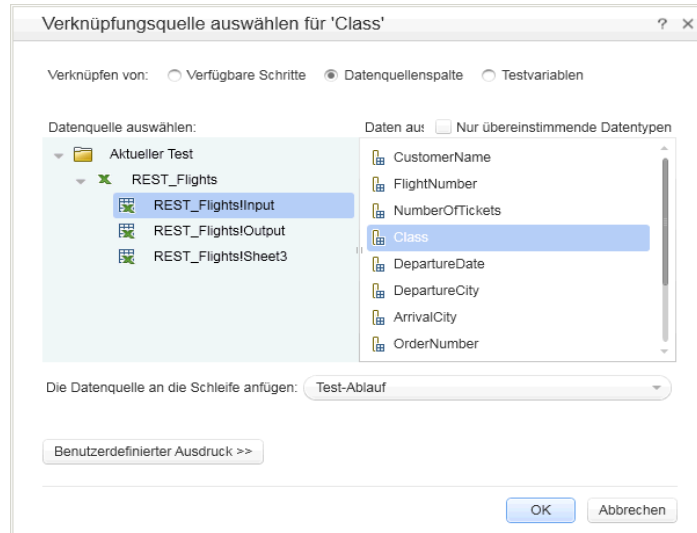 Verknüpfungsquelle auswählen für 'Class'
Verknüpfen von: Verfügbare Schritte Datenquellenspalte Testvariablen
Datenquelle auswählen:
Daten aus Nur übereinstimmende Datentypen
Aktueller Test
REST_Flights
REST_Flights!Input
REST_Flights!Output
REST_Flights!Sheet3
CustomerName
FlightNumber
NumberOfTickets
Class
DepartureDate
DepartureCity
ArrivalCity
OrderNumber
Die Datenquelle an die Schleife anfügen: Test-Ablauf
Benutzerdefinierter Ausdruck >>
OK Abbrechen